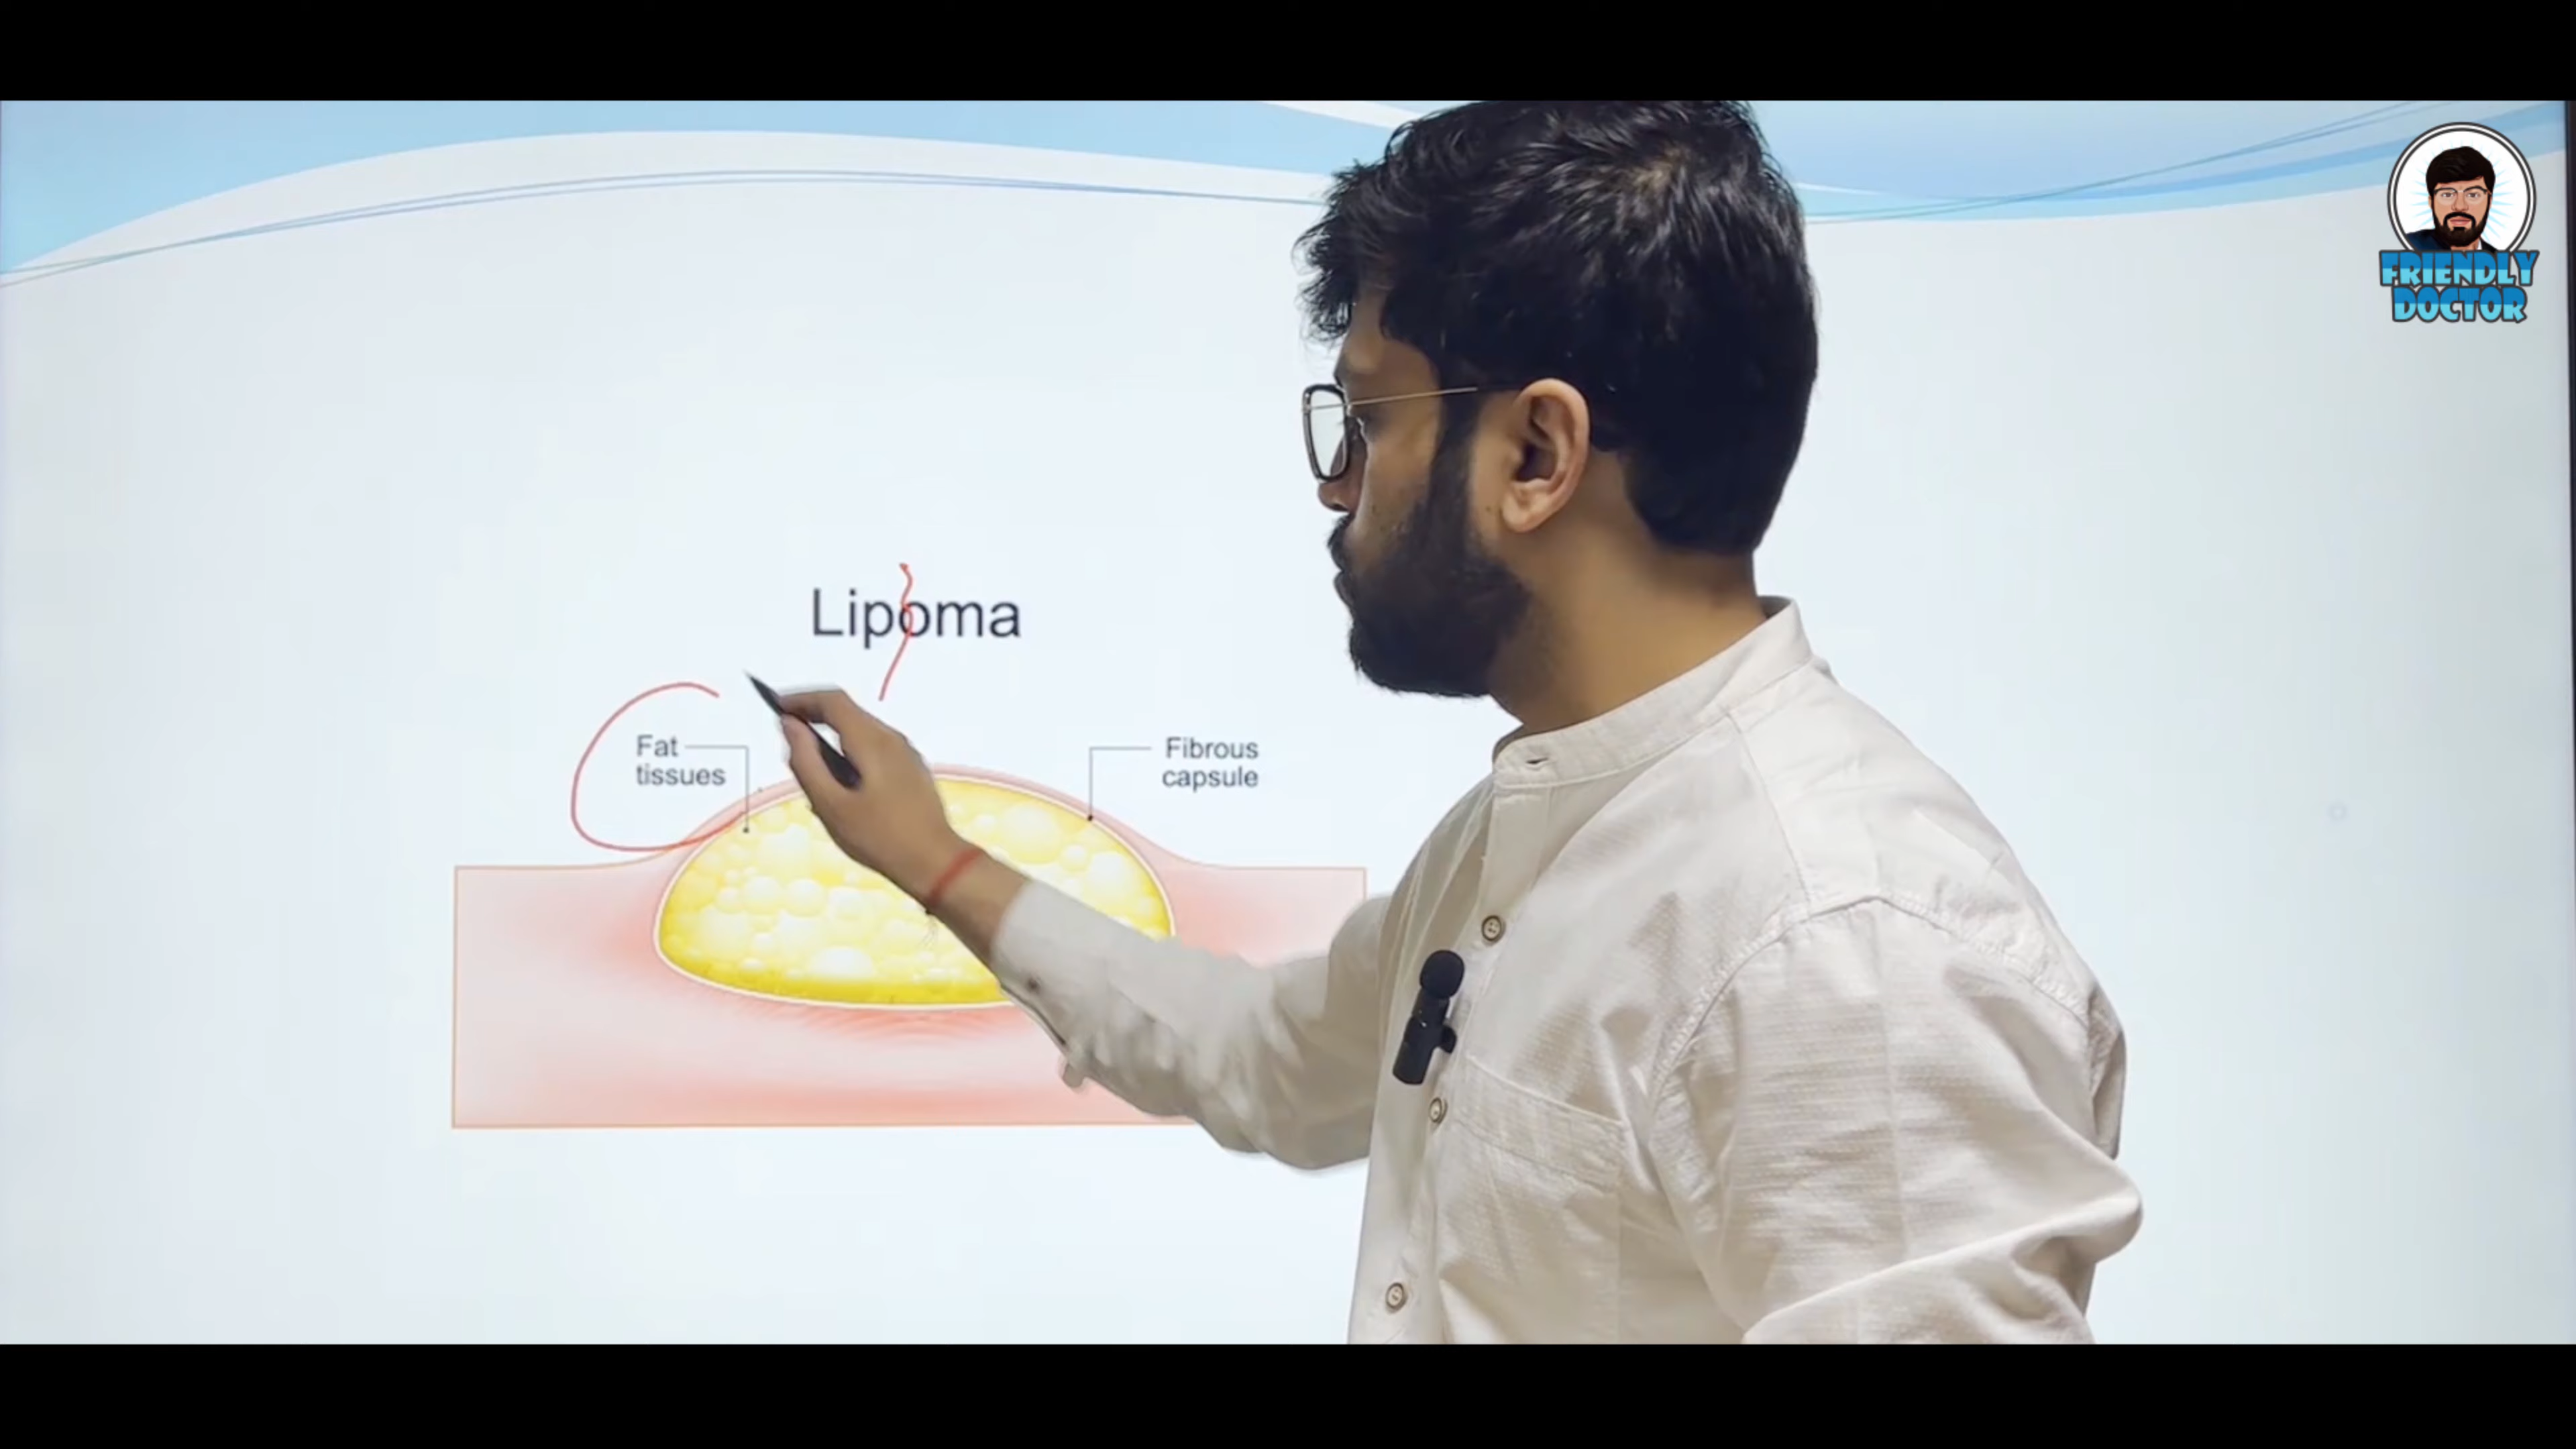 FRIENDLY
DOCTOR
Lipoma
Fat
tissues
Fibrous
capsule